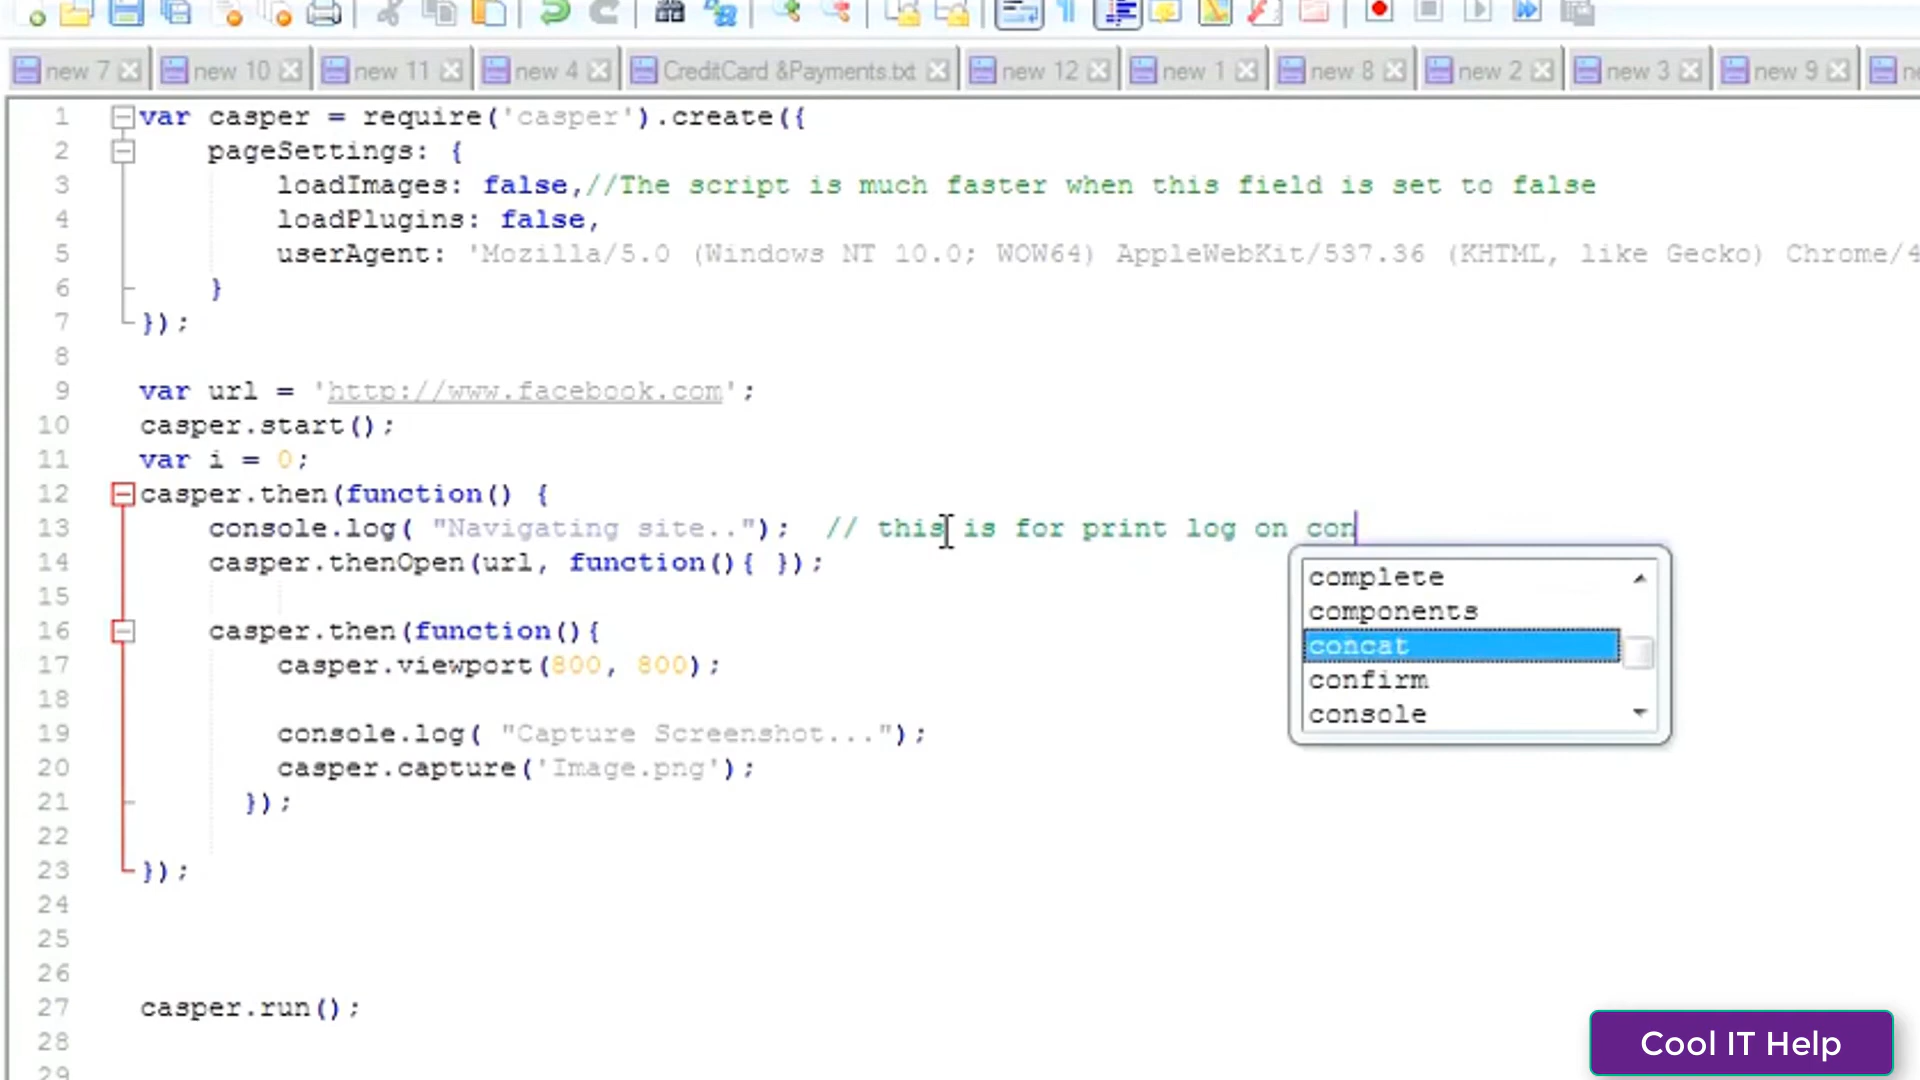 new 7 new 10 new 11 new 4 CreditCard &Payments.txt new 12 new 1 new 8 new 2 new 3 new 9
1 var casper = require('casper').create({
2 pageSettings: {
3 loadImages: false,//The script is much faster when this field is set to false
4 loadPlugins: false,
5 userAgent: 'Mozilla/5.0 (Windows NT 10.0; WOW64) AppleWebKit/537.36 (KHTML, like Gecko) Chrome/4
6 }
7 });
8
9 var url = 'http://www.facebook.com';
10 casper.start();
11 var i = 0;
12 casper.then(function() {
13 console.log( "Navigating site.."); // this is for print log on con
14 casper.thenOpen(url, function(){ });
15
16 casper.then(function(){
17 casper.viewport(800, 800);
18
19 console.log( "Capture Screenshot...");
20 casper.capture('Image.png');
21 });
22
23 });
24
25
26
27 casper.run();
28
29
complete
components
concat
confirm
console
Cool IT Help